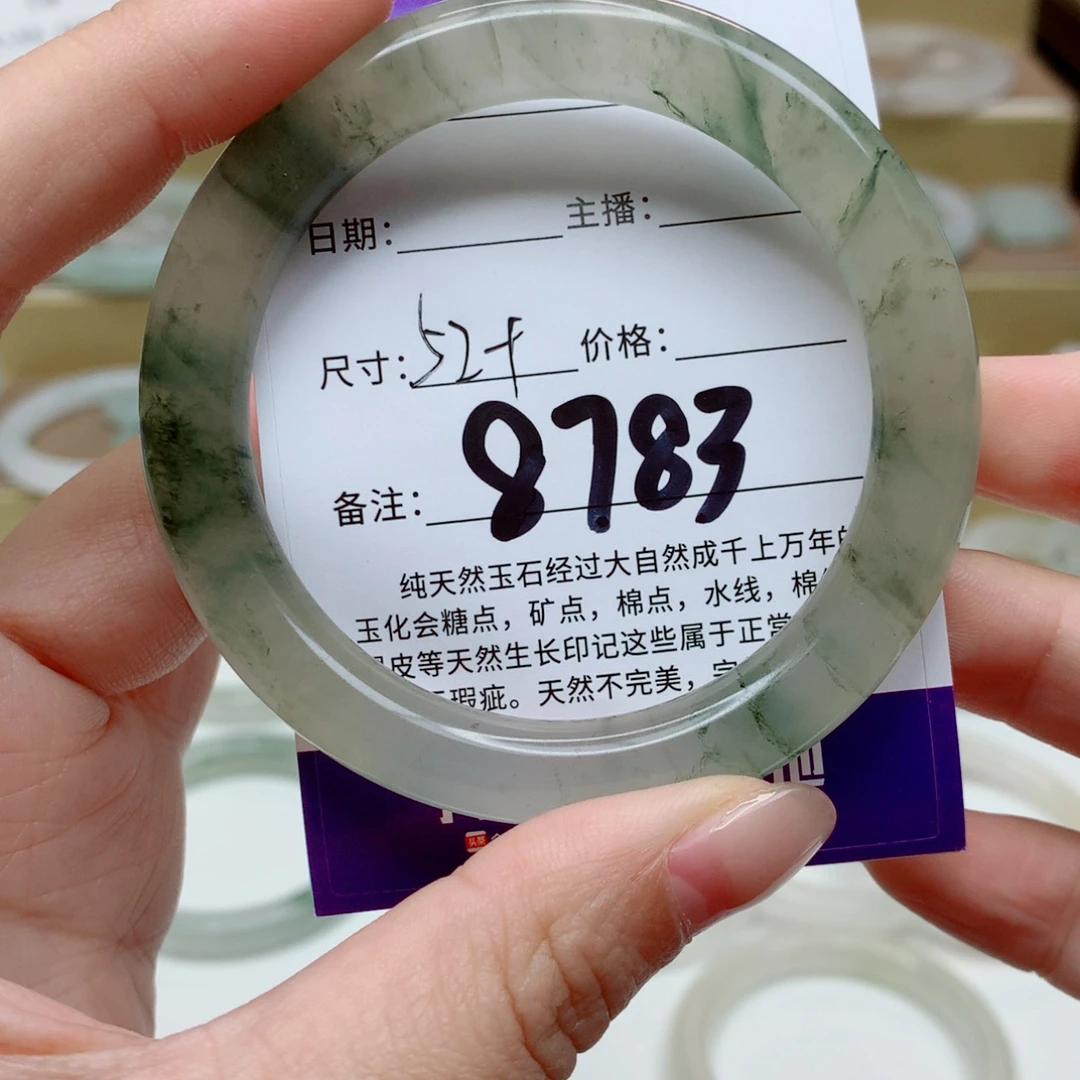 日期： 主播：
尺寸：52+ 价格：
8783
备注：
纯天然玉石经过大自然成千上万年的
玉化会糖点，矿点，棉点，水线，棉
皮等天然生长印记这些属于正常
瑕疵。天然不完美，
头条